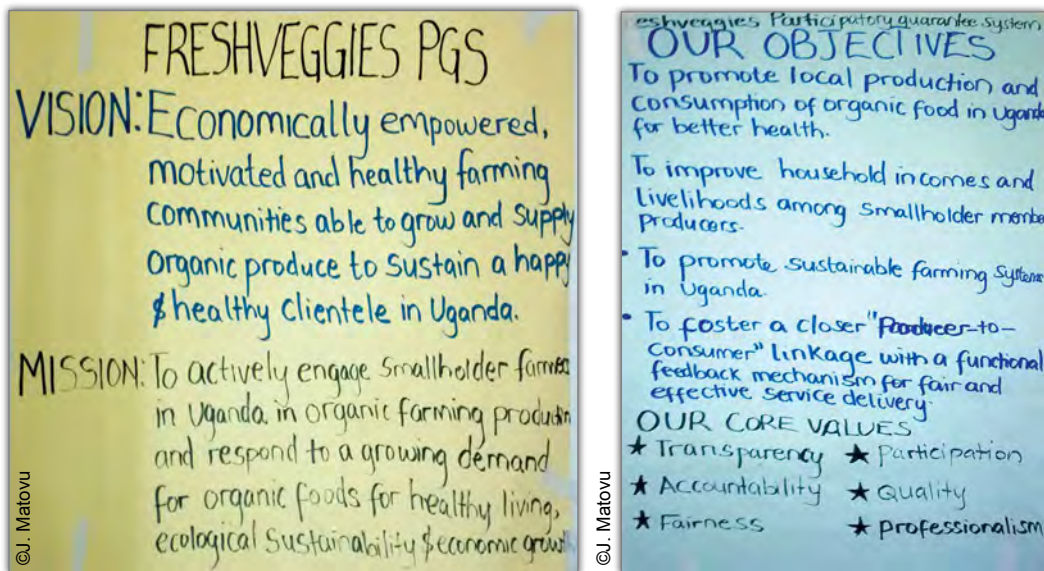 FRESHVEGGIES PGS
VISION: Economically empowered,
motivated and healthy farming
communities able to grow and supply
organic produce to sustain a happy
& healthy clientele in Uganda.
MISSION: To actively engage smallholder farmers
in Uganda in organic farming production
and respond to a growing demand
for organic foods for healthy living,
ecological sustainability & economic growth
©J. Matovu
eshveggies Participatory guarantee system
OUR OBJECTIVES
To promote local production and
consumption of organic food in Uganda
for better health.
To improve household incomes and
Livelihoods among smallholder membe
producers.
• To promote sustainable farming systems
in Uganda.
• To foster a closer "Producer-to-
Consumer" linkage with a functional
feedback mechanism for fair and
effective service delivery.
OUR CORE VALUES
★ Transparency ★ Participation
★ Accountability ★ Quality
★ Fairness ★ Professionalism
©J. Matovu